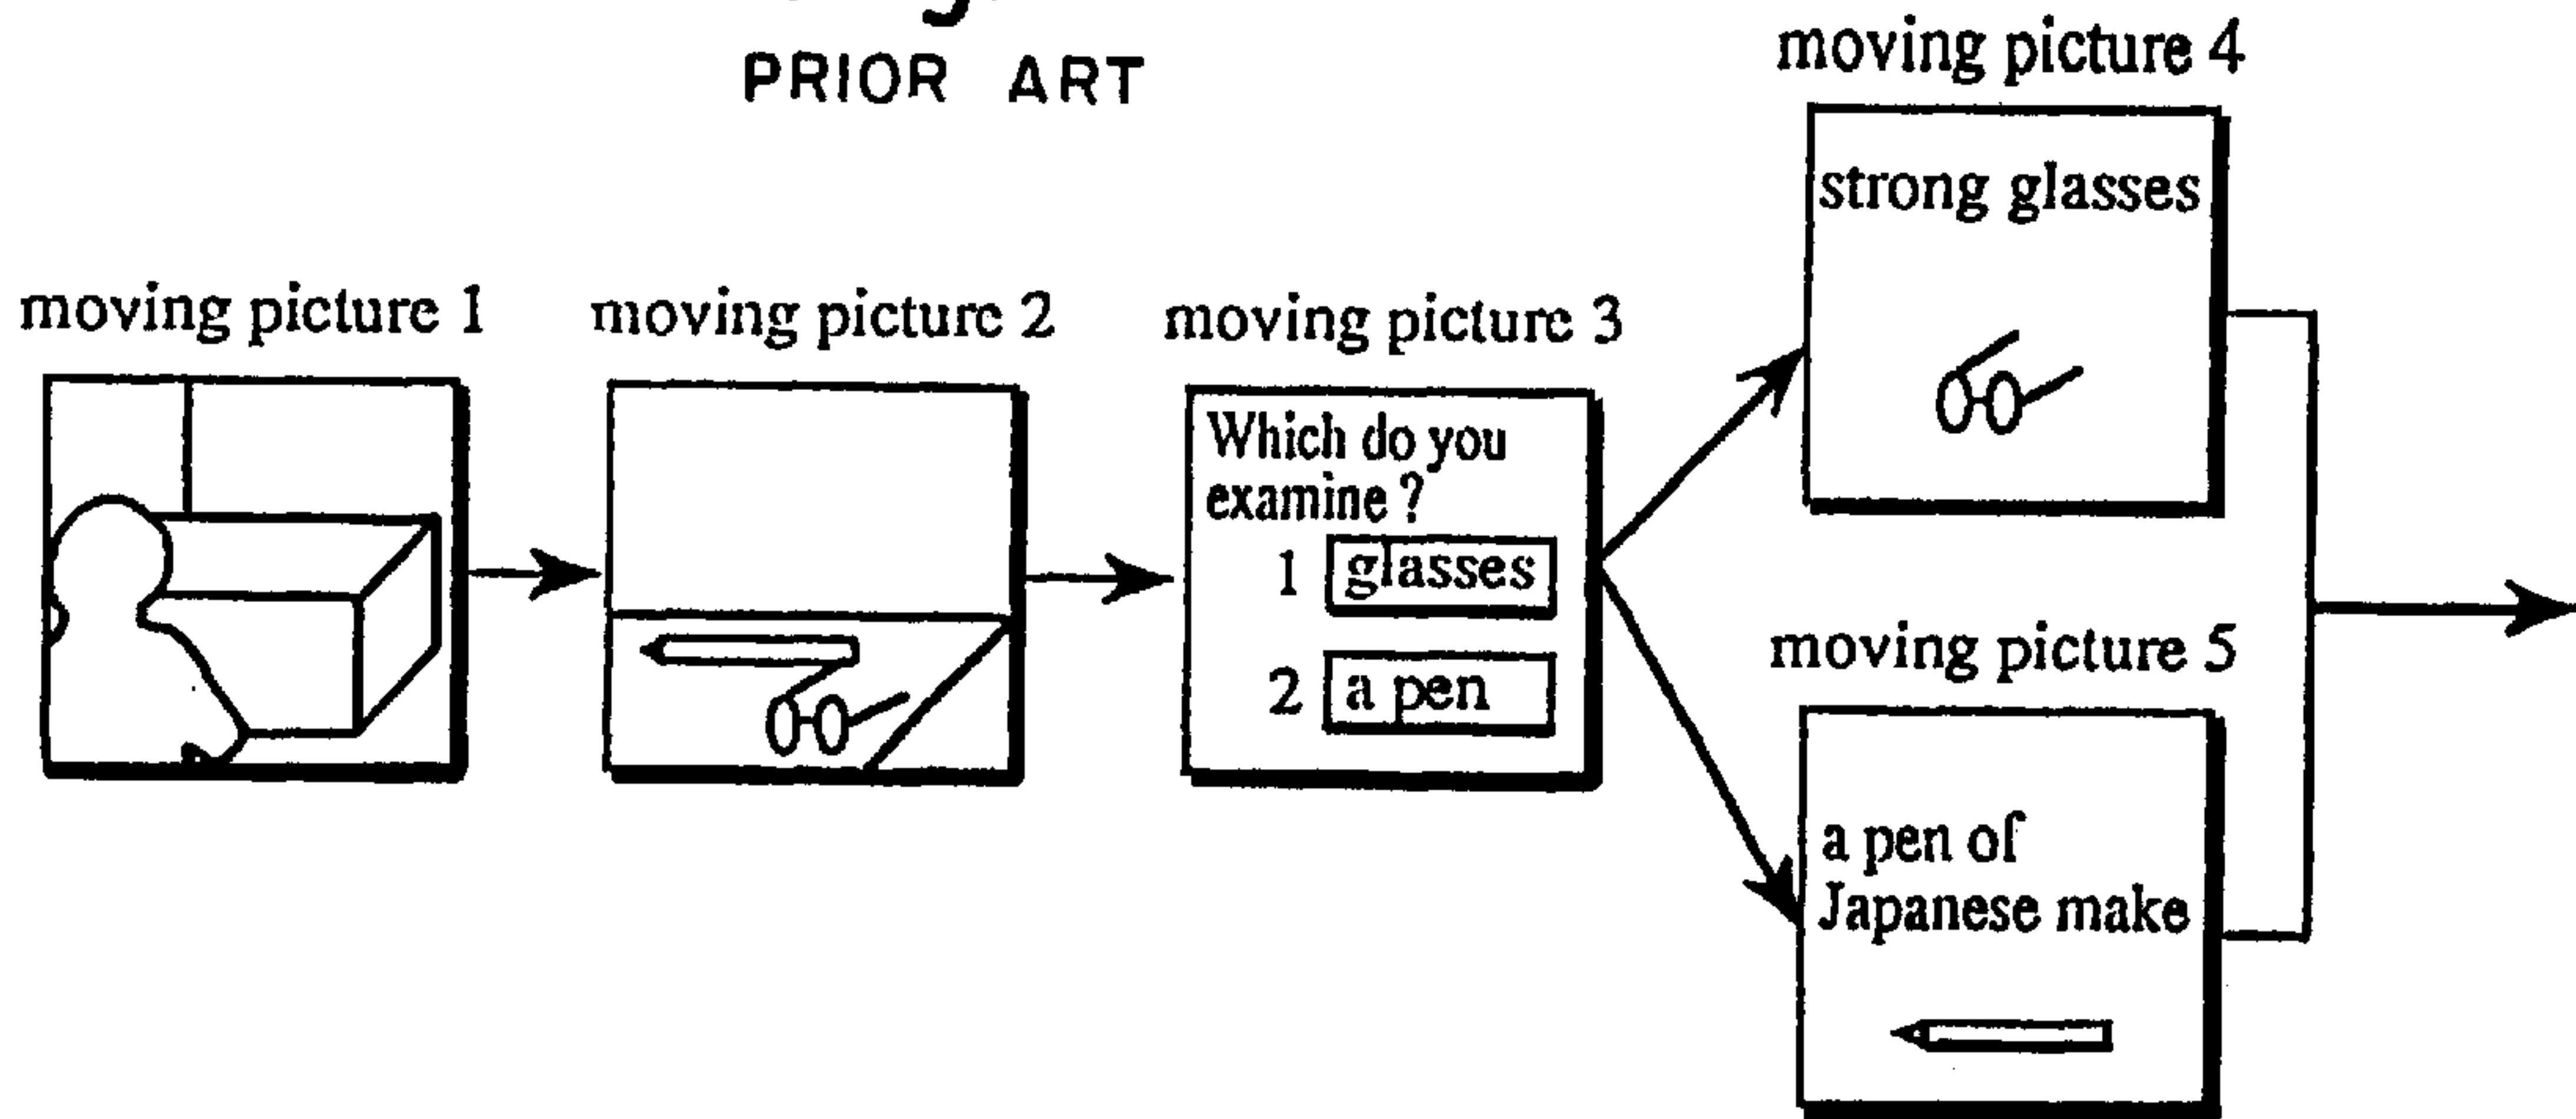 PRIOR ART
moving picture 1
moving picture 2
moving picture 3
Which do you
examine ?
1 glasses
2 a pen
moving picture 4
strong glasses
moving picture 5
a pen of
Japanese make